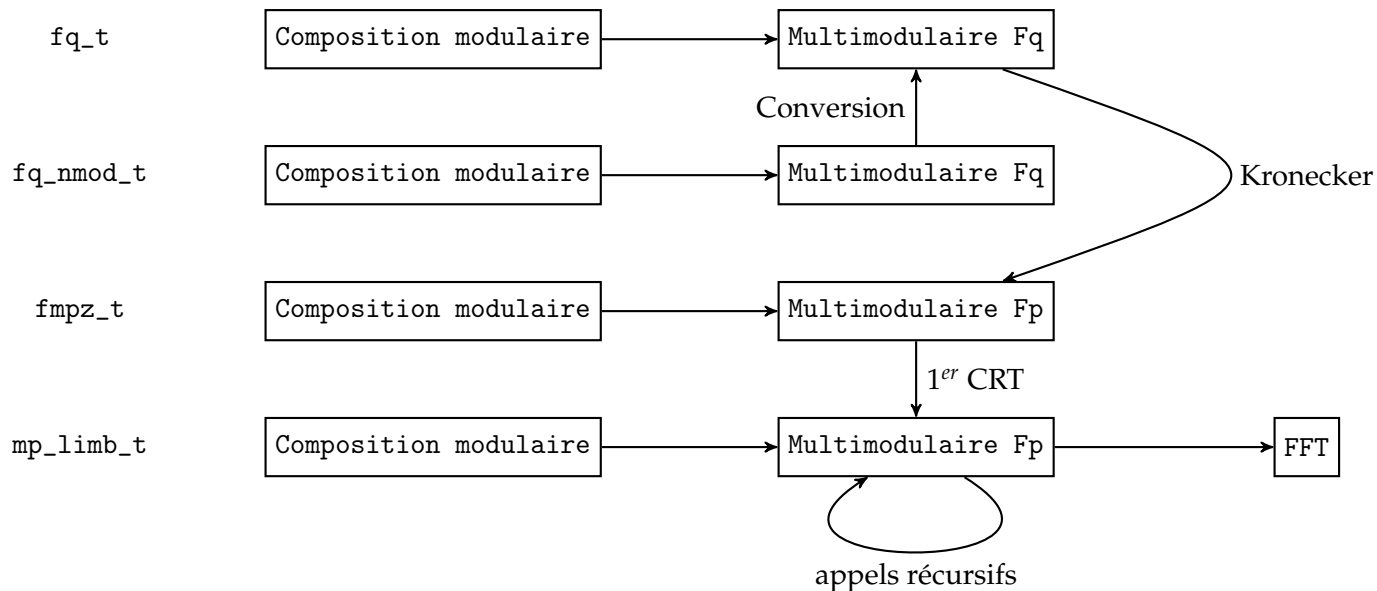 fq_t
Composition modulaire
Multimodulaire Fq
Conversion
fq_nmod_t
Composition modulaire
Multimodulaire Fq
Kronecker
fmpz_t
Composition modulaire
Multimodulaire Fp
1er CRT
mp_limb_t
Composition modulaire
Multimodulaire Fp
FFT
appels récursifs